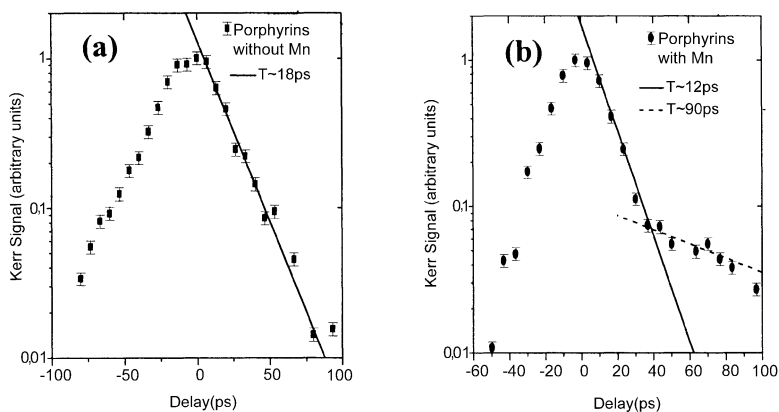 (a)
Porphyrins
without Mn
T~18ps
Kerr Signal (arbitrary units)
1
0,1
0,01
-100
-50
0
50
100
Delay(ps)
(b)
Porphyrins
with Mn
T~12ps
T~90ps
Kerr Signal (arbitrary units)
1
0,1
0,01
-60
-40
-20
0
20
40
60
80
100
Delay(ps)